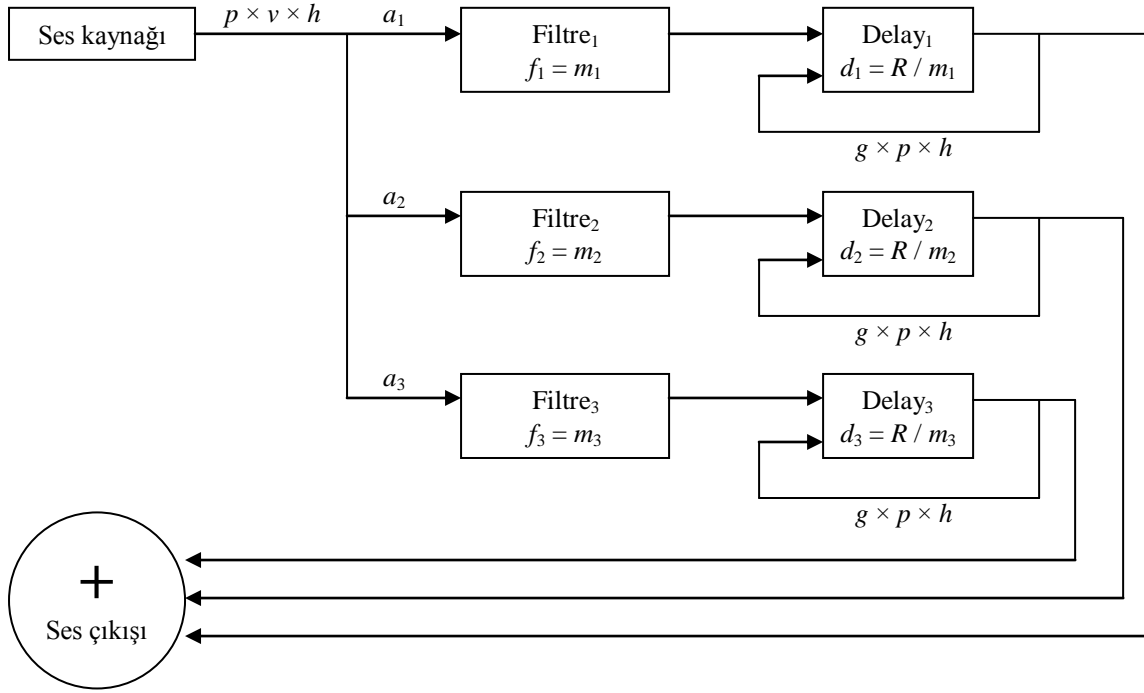 Ses kaynağı
p × v × h
a₁
Filtre₁
f₁ = m₁
Delay₁
d₁ = R / m₁
g × p × h
a₂
Filtre₂
f₂ = m₂
Delay₂
d₂ = R / m₂
g × p × h
a₃
Filtre₃
f₃ = m₃
Delay₃
d₃ = R / m₃
g × p × h
+
Ses çıkışı